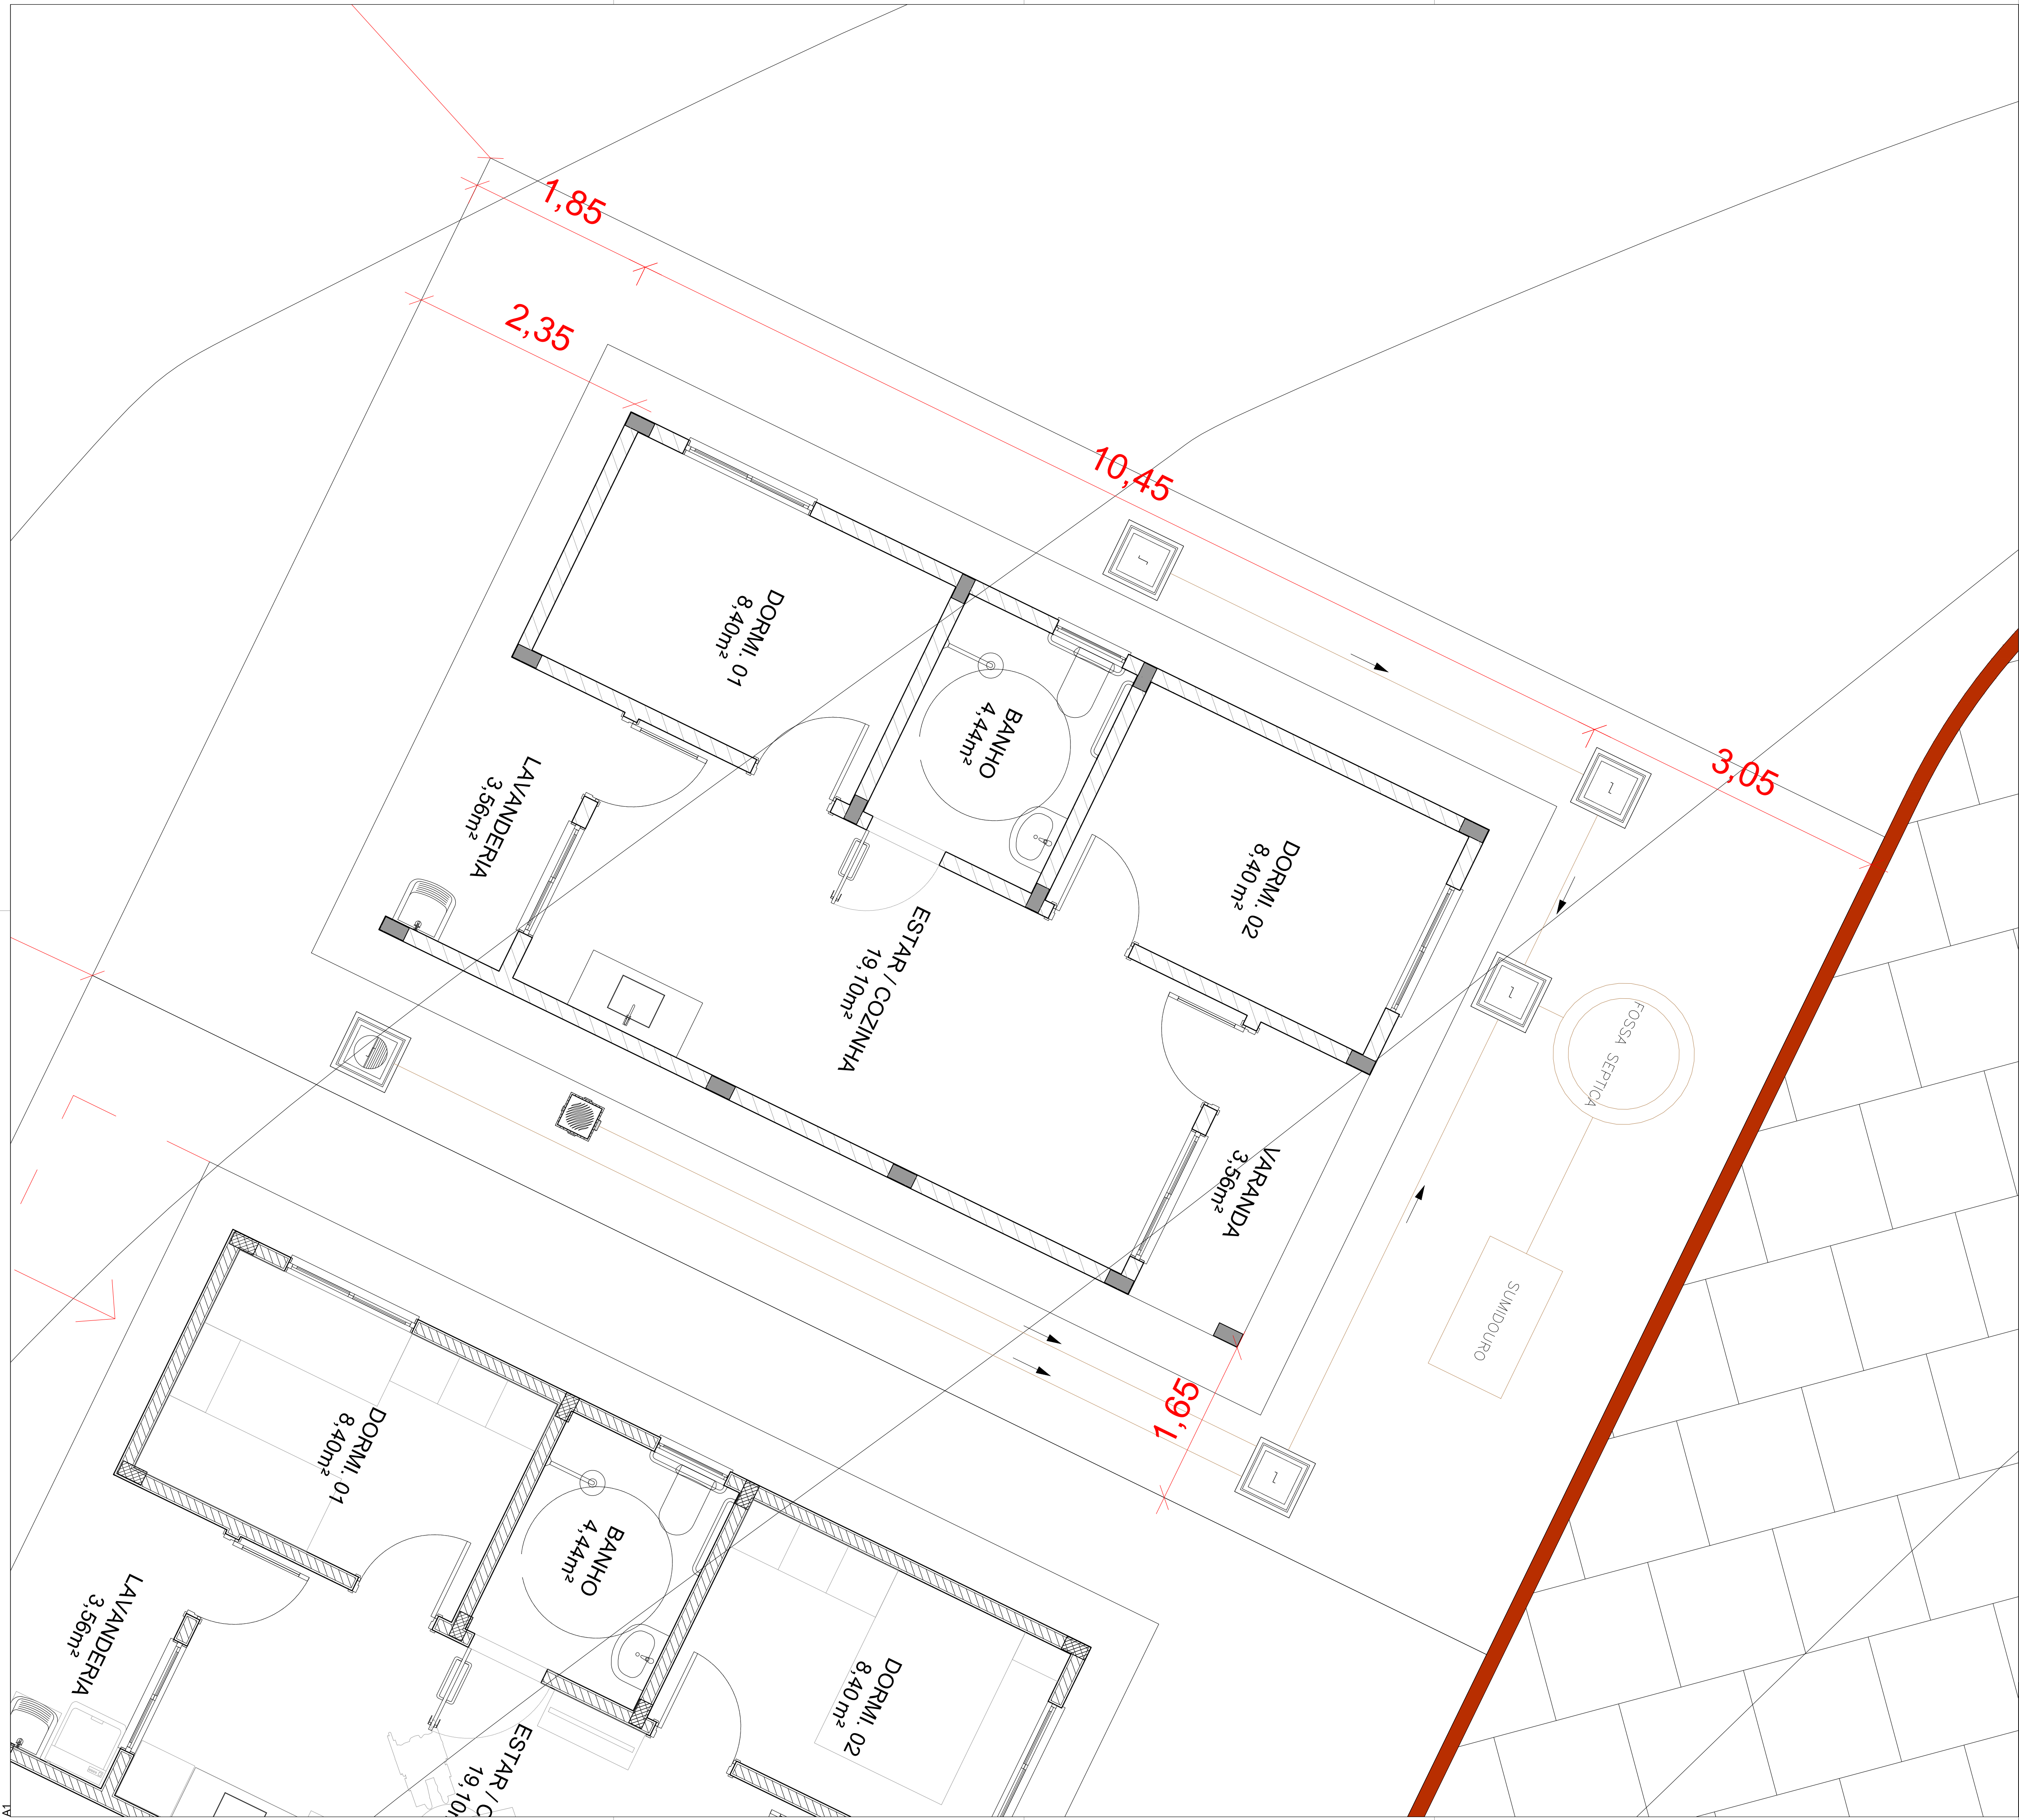 1,85
2,35
10,45
3,05
DORMI. 01
8,40m²
BANHO
4,44m²
DORMI. 02
8,40m²
LAVANDERIA
3,56m²
ESTAR / COZINHA
19,10m²
VARANDA
3,56m²
FOSSA SEPTICA
SUMIDOURO
1,65
DORMI. 01
8,40m²
BANHO
4,44m²
DORMI. 02
8,40m²
LAVANDERIA
3,56m²
ESTAR / C
A1